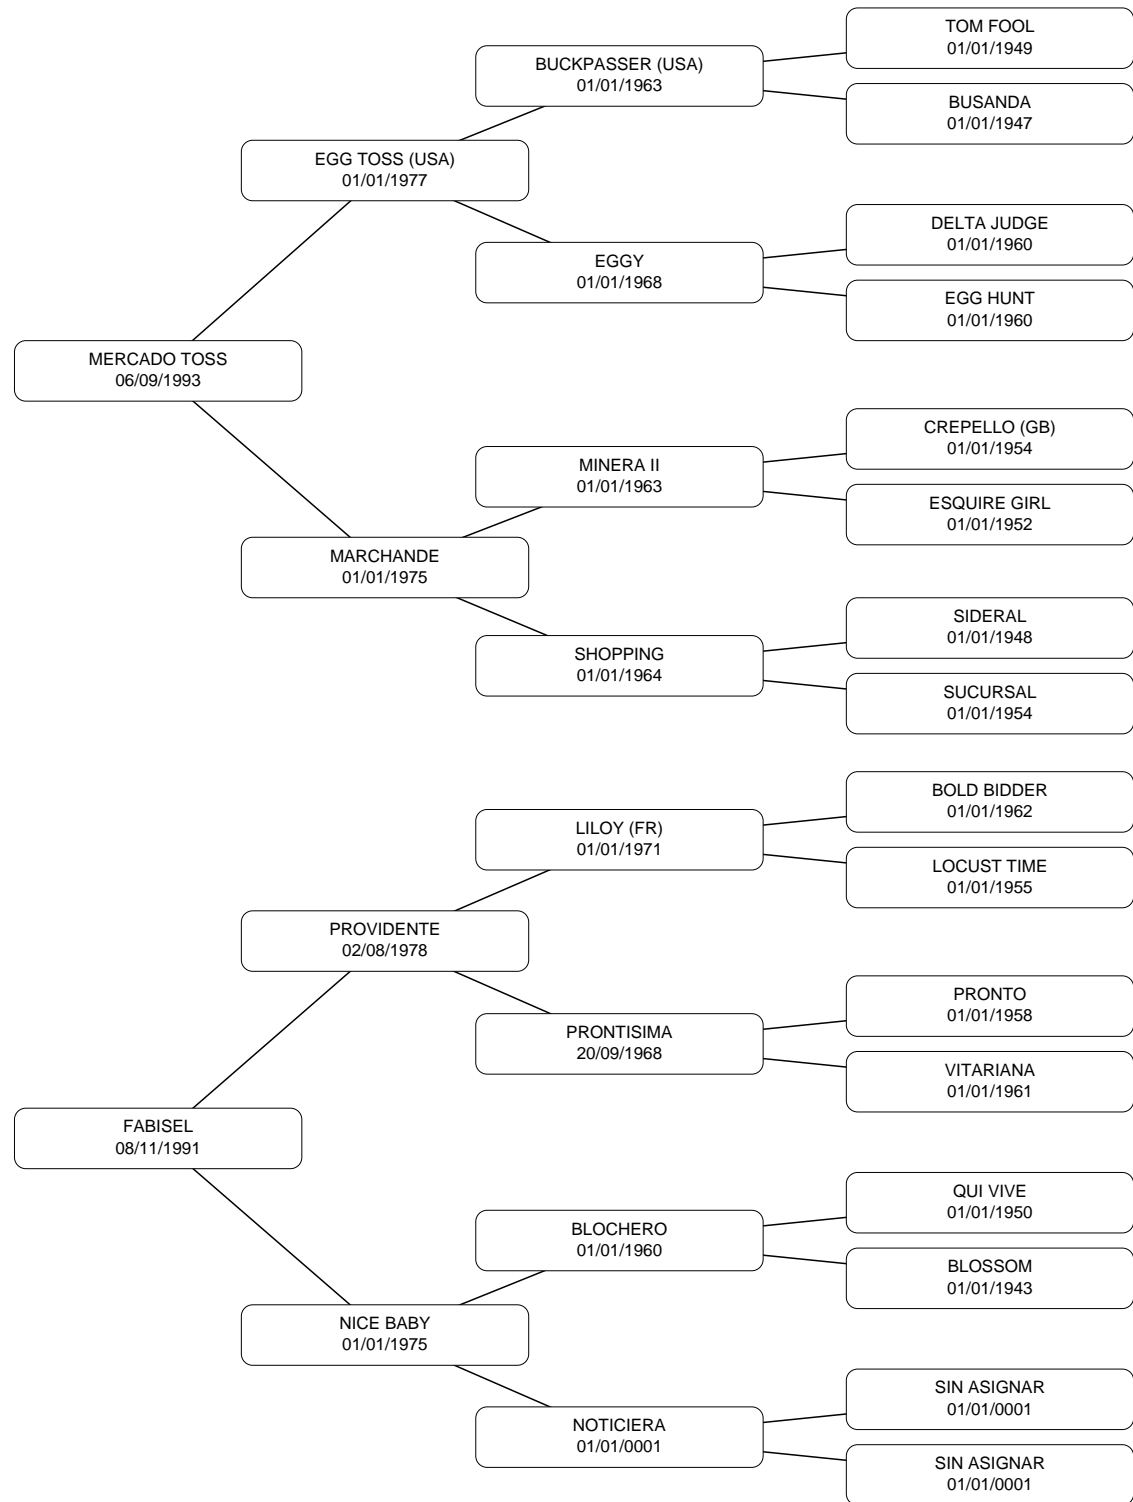 TOM FOOL
01/01/1949
BUCKPASSER (USA)
01/01/1963
BUSANDA
01/01/1947
EGG TOSS (USA)
01/01/1977
DELTA JUDGE
01/01/1960
EGGY
01/01/1968
EGG HUNT
01/01/1960
MERCADO TOSS
06/09/1993
CREPELLO (GB)
01/01/1954
MINERA II
01/01/1963
ESQUIRE GIRL
01/01/1952
MARCHANDE
01/01/1975
SIDERAL
01/01/1948
SHOPPING
01/01/1964
SUCURSAL
01/01/1954
BOLD BIDDER
01/01/1962
LILOY (FR)
01/01/1971
LOCUST TIME
01/01/1955
PROVIDENTE
02/08/1978
PRONTO
01/01/1958
PRONTISIMA
20/09/1968
VITARIANA
01/01/1961
FABISEL
08/11/1991
QUI VIVE
01/01/1950
BLOCHERO
01/01/1960
BLOSSOM
01/01/1943
NICE BABY
01/01/1975
SIN ASIGNAR
01/01/0001
NOTICIERA
01/01/0001
SIN ASIGNAR
01/01/0001